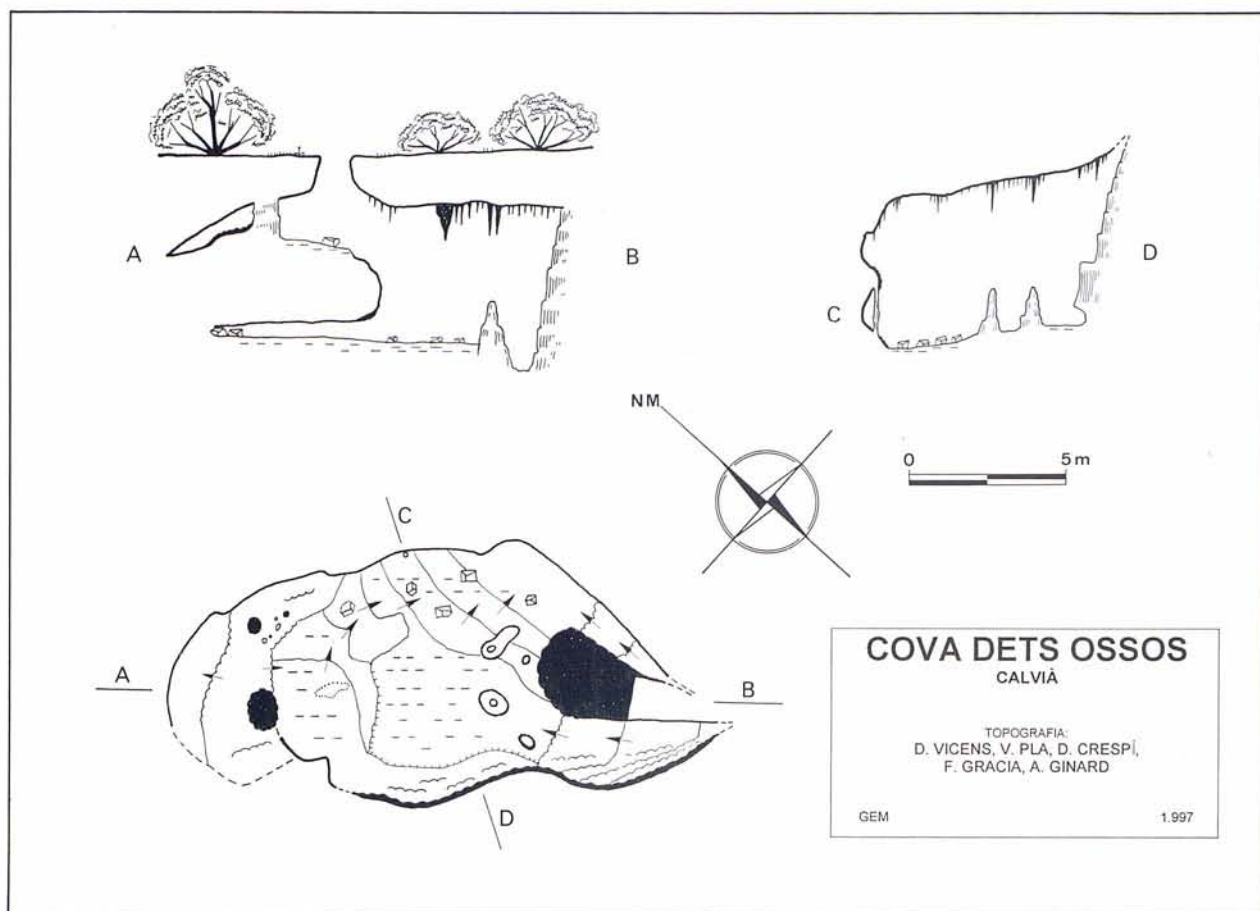 A
B
C
D
NM
0 5 m
C
A
B
D
COVA DETS OSSOS
CALVIÀ
TOPOGRAFIA:
D. VICENS, V. PLA, D. CRESPÍ,
F. GRACIA, A. GINARD
GEM 1.997